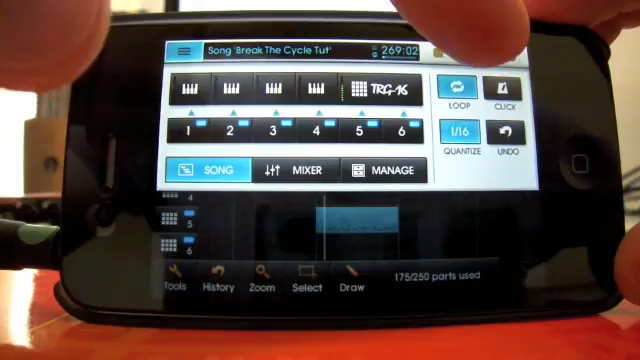 Song 'Break The Cycle Tut'
269:02
TRG-16
LOOP
CLICK
1 2 3 4 5 6
1/16
QUANTIZE
UNDO
SONG
MIXER
MANAGE
4
5
6
Tools
History
Zoom
Select
Draw
175/250 parts used